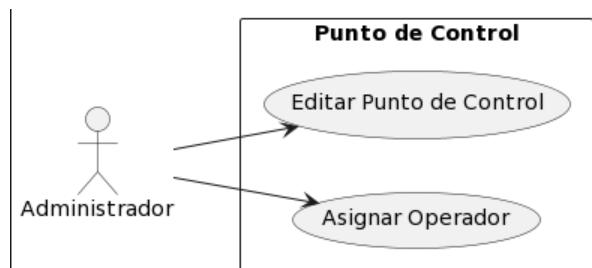 Punto de Control
Editar Punto de Control
Administrador
Asignar Operador